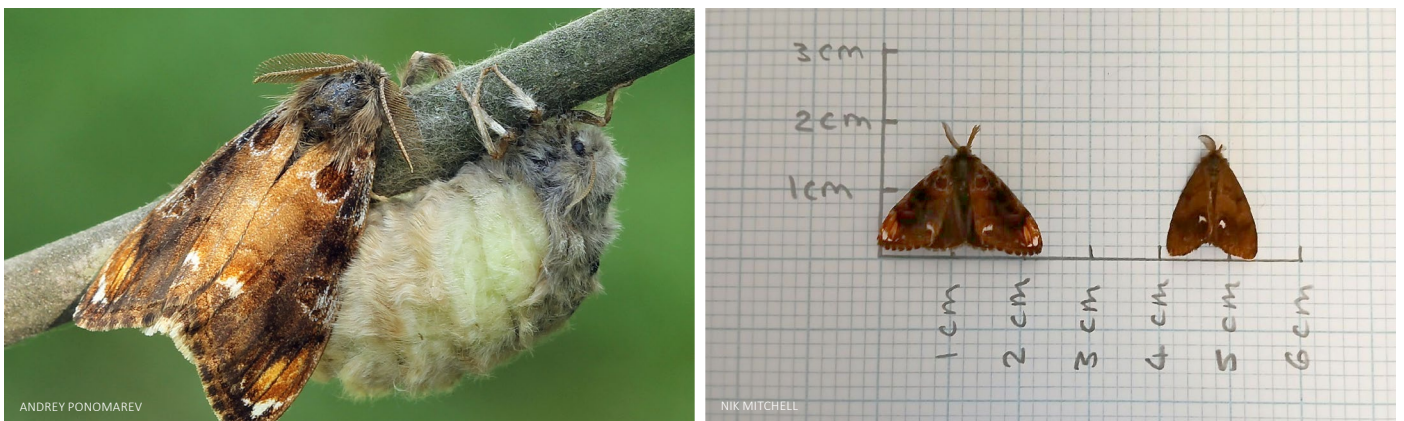 ANDREY PONOMAREV
3cm
2cm
1cm
1cm
2cm
3cm
4cm
5cm
6cm
NIK MITCHELL